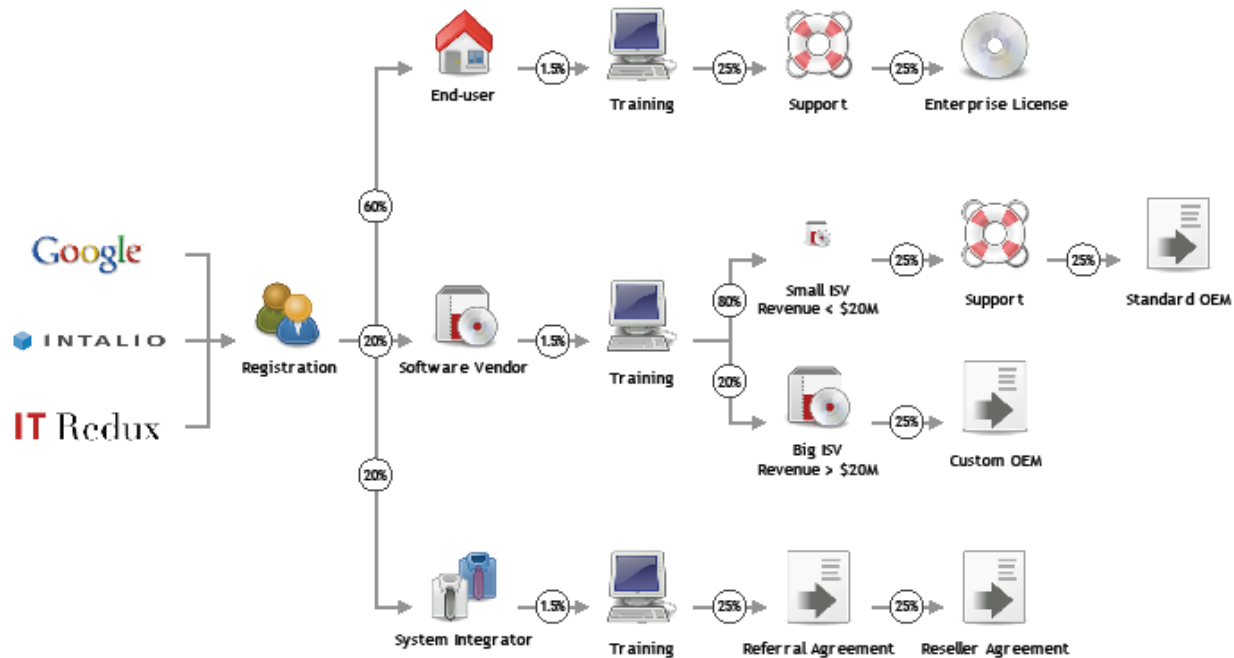 End-user
1.5%
Training
25%
Support
25%
Enterprise License
60%
Google
INTALIO
IT Redux
Registration
20%
Software Vendor
1.5%
Training
80%
Small ISV
Revenue < $20M
25%
Support
25%
Standard OEM
20%
Big ISV
Revenue > $20M
25%
Custom OEM
20%
System Integrator
1.5%
Training
25%
Referral Agreement
25%
Reseller Agreement